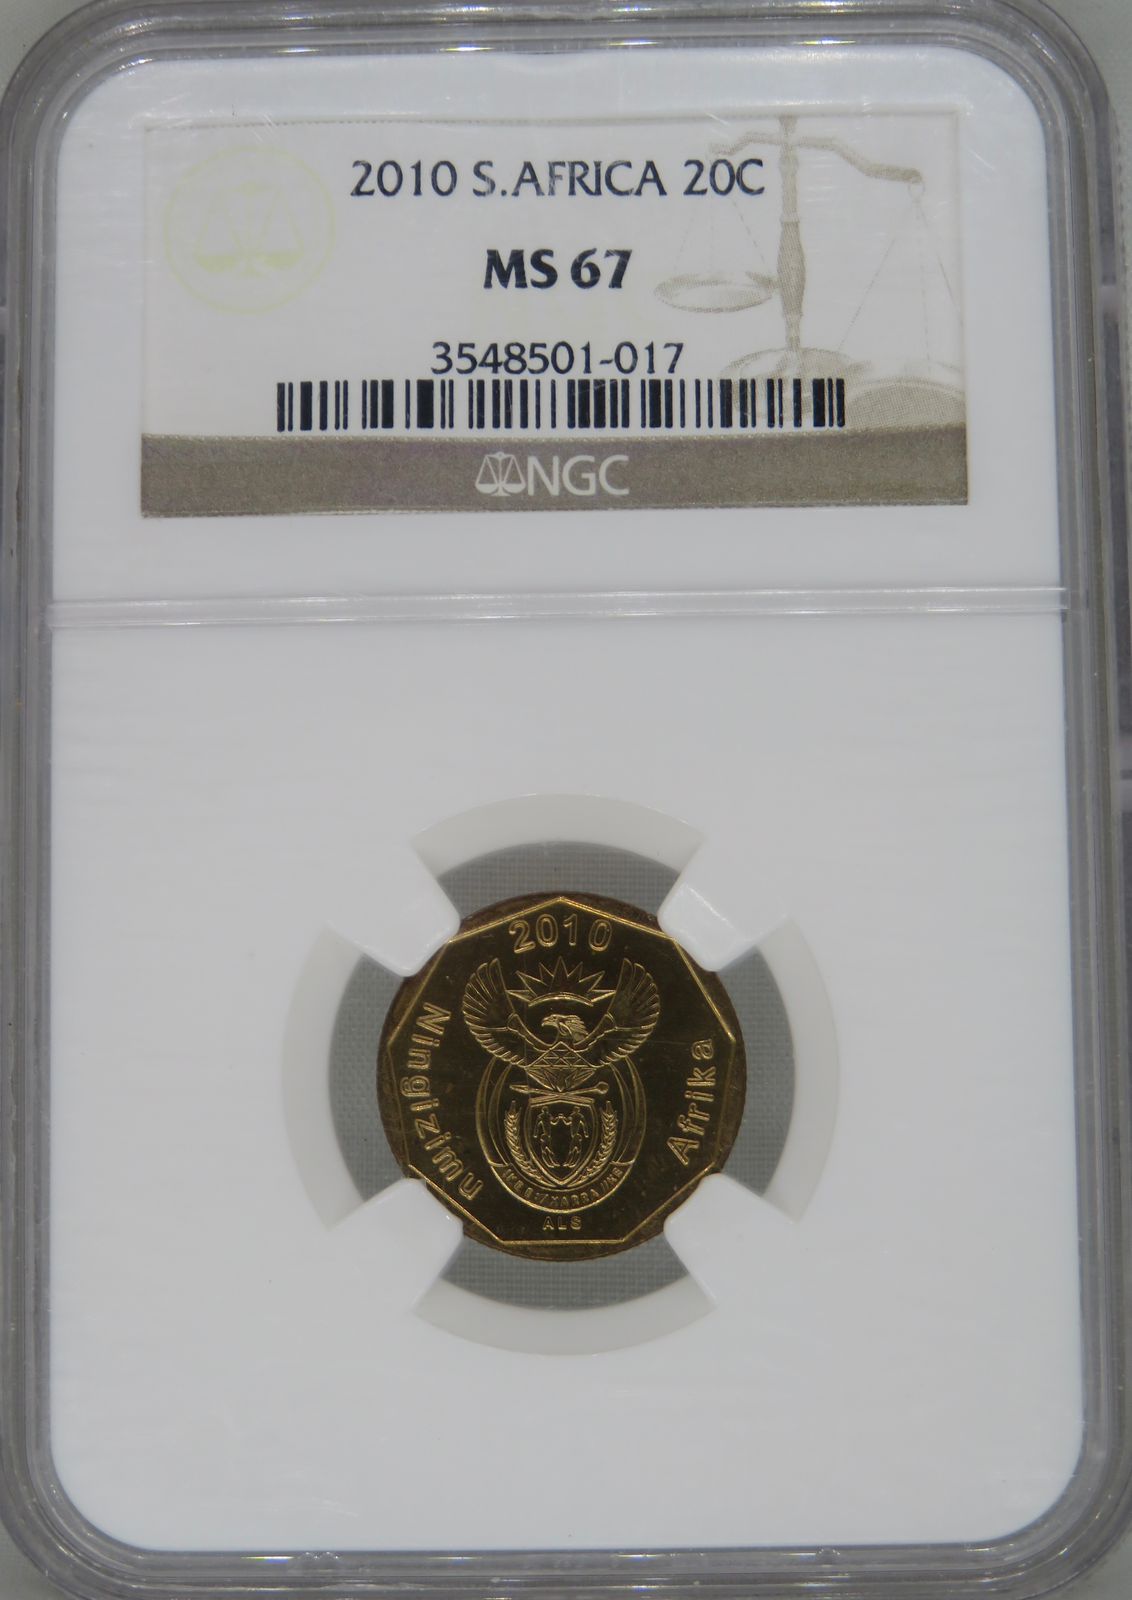 2010 S.AFRICA 20C
MS 67
3548501-017
NGC
2010
Ningizimu
Afrika
ALS